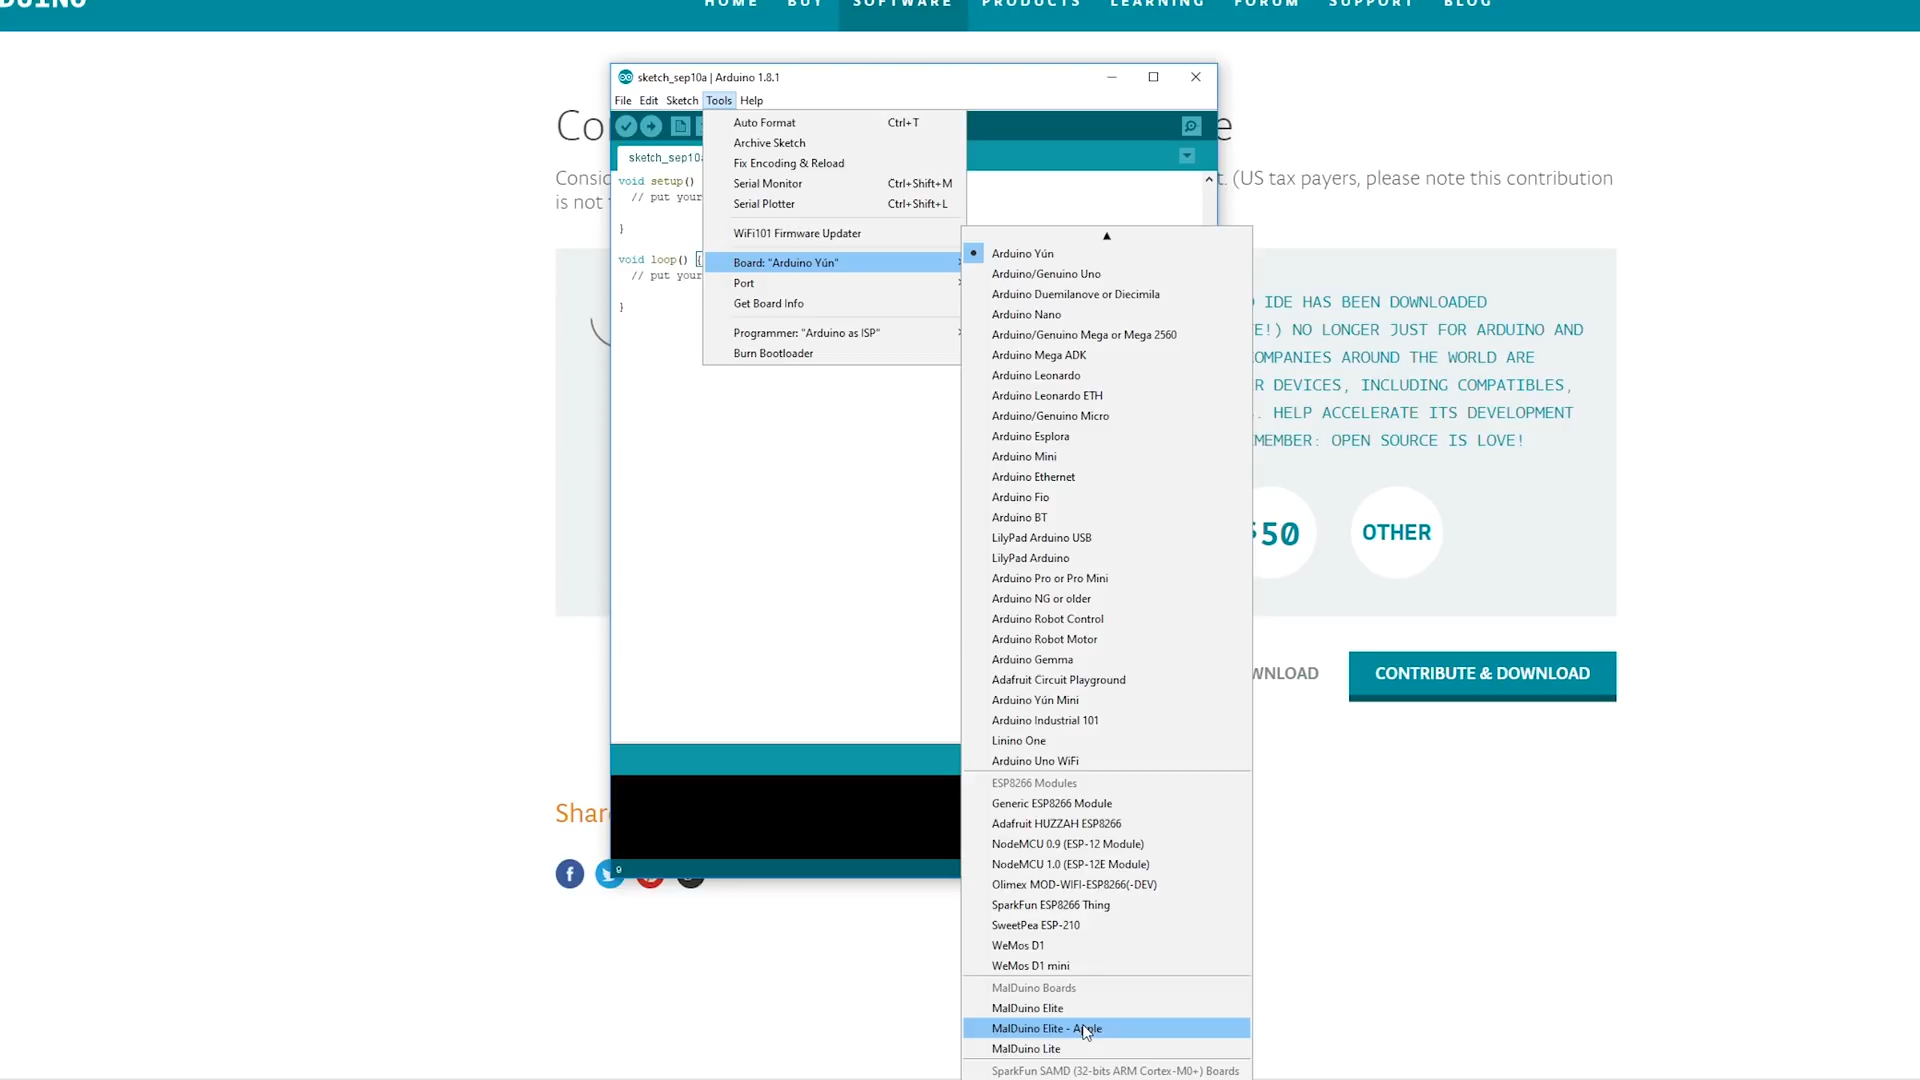 HOME BUY SOFTWARE PRODUCTS LEARNING FORUM SUPPORT BLOG
sketch_sep10a | Arduino 1.8.1
File Edit Sketch Tools Help
Co
e
sketch_sep10a
Consi
t. (US tax payers, please note this contribution
is not
void setup()
// put your
}
void loop() {
// put your
}
Auto Format Ctrl+T
Archive Sketch
Fix Encoding & Reload
Serial Monitor Ctrl+Shift+M
Serial Plotter Ctrl+Shift+L
WiFi101 Firmware Updater
Board: "Arduino Yún"
Port
Get Board Info
Programmer: "Arduino as ISP"
Burn Bootloader
Arduino Yún
Arduino/Genuino Uno
Arduino Duemilanove or Diecimila
Arduino Nano
Arduino/Genuino Mega or Mega 2560
Arduino Mega ADK
Arduino Leonardo
Arduino Leonardo ETH
Arduino/Genuino Micro
Arduino Esplora
Arduino Mini
Arduino Ethernet
Arduino Fio
Arduino BT
LilyPad Arduino USB
LilyPad Arduino
Arduino Pro or Pro Mini
Arduino NG or older
Arduino Robot Control
Arduino Robot Motor
Arduino Gemma
Adafruit Circuit Playground
Arduino Yún Mini
Arduino Industrial 101
Linino One
Arduino Uno WiFi
ESP8266 Modules
Generic ESP8266 Module
Adafruit HUZZAH ESP8266
NodeMCU 0.9 (ESP-12 Module)
NodeMCU 1.0 (ESP-12E Module)
Olimex MOD-WIFI-ESP8266(-DEV)
SparkFun ESP8266 Thing
SweetPea ESP-210
WeMos D1
WeMos D1 mini
MalDuino Boards
MalDuino Elite
MalDuino Elite - Apple
MalDuino Lite
SparkFun SAMD (32-bits ARM Cortex-M0+) Boards
IDE HAS BEEN DOWNLOADED
E!) NO LONGER JUST FOR ARDUINO AND
OMPANIES AROUND THE WORLD ARE
R DEVICES, INCLUDING COMPATIBLES,
. HELP ACCELERATE ITS DEVELOPMENT
MEMBER: OPEN SOURCE IS LOVE!
$50 OTHER
WNLOAD CONTRIBUTE & DOWNLOAD
Shar
9